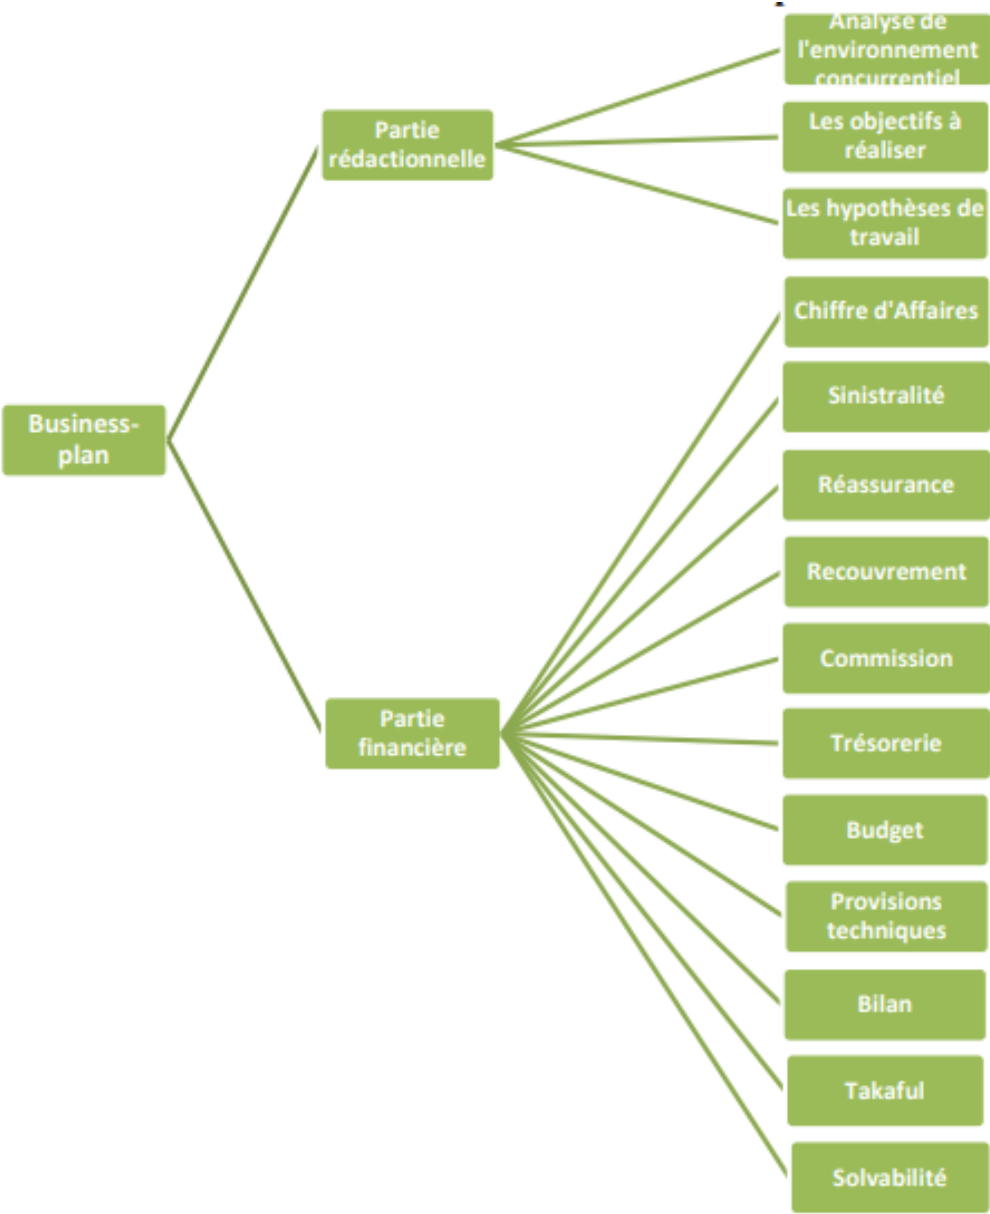 Analyse de
l'environnement
concurrentiel
Partie
rédactionnelle
Les objectifs à
réaliser
Les hypothèses de
travail
Chiffre d'Affaires
Sinistralité
Business-
plan
Réassurance
Recouvrement
Commission
Partie
financière
Trésorerie
Budget
Provisions
techniques
Bilan
Takaful
Solvabilité